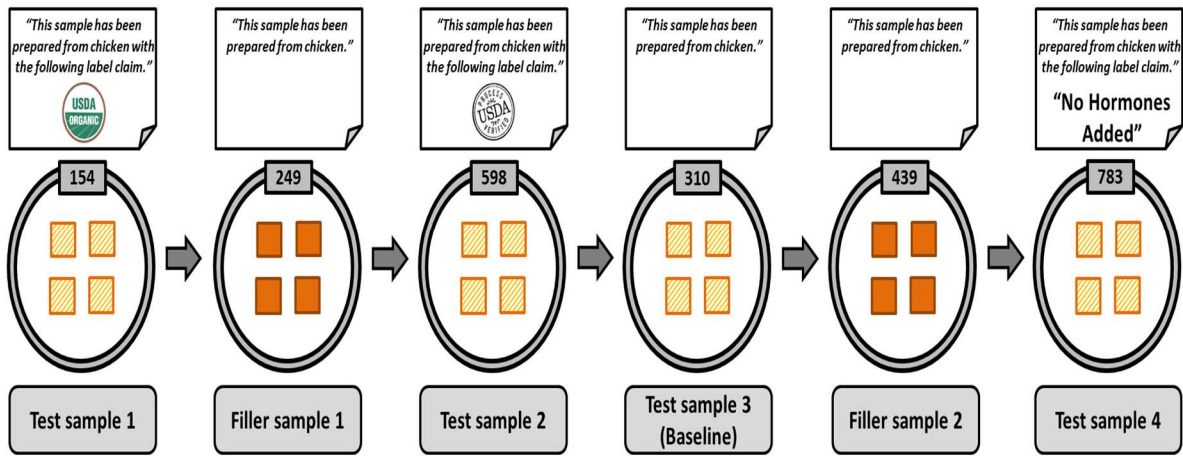 “This sample has been
prepared from chicken with
the following label claim.”
USDA
ORGANIC
“This sample has been
prepared from chicken.”
“This sample has been
prepared from chicken with
the following label claim.”
PROCESS
USDA
VERIFIED
“This sample has been
prepared from chicken.”
“This sample has been
prepared from chicken.”
“This sample has been
prepared from chicken with
the following label claim.”
“No Hormones
Added”
154
249
598
310
439
783
Test sample 1
Filler sample 1
Test sample 2
Test sample 3
(Baseline)
Filler sample 2
Test sample 4